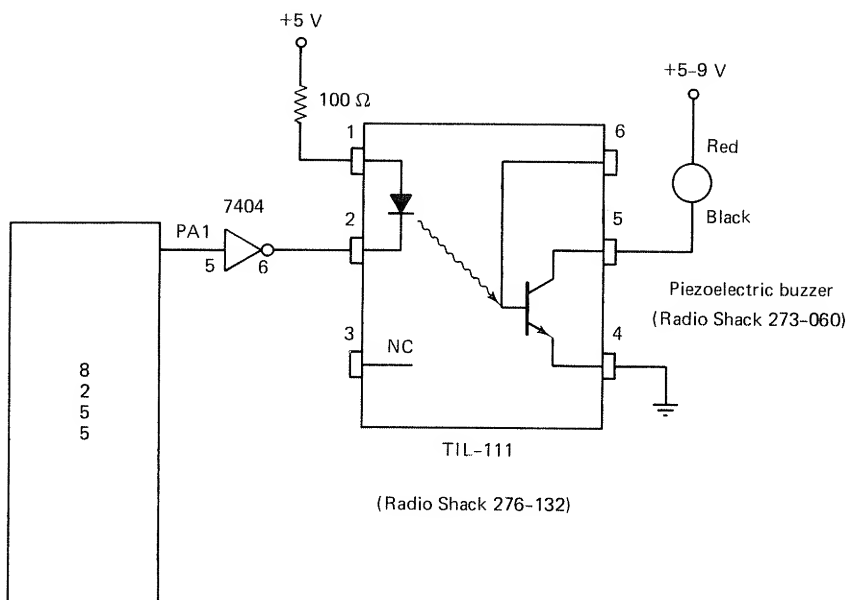 +5 V
+5-9 V
100 Ω
1
6
Red
7404
2
5
Black
PA1
5
6
Piezoelectric buzzer
(Radio Shack 273-060)
3
NC
4
8
2
5
5
TIL-111
(Radio Shack 276-132)